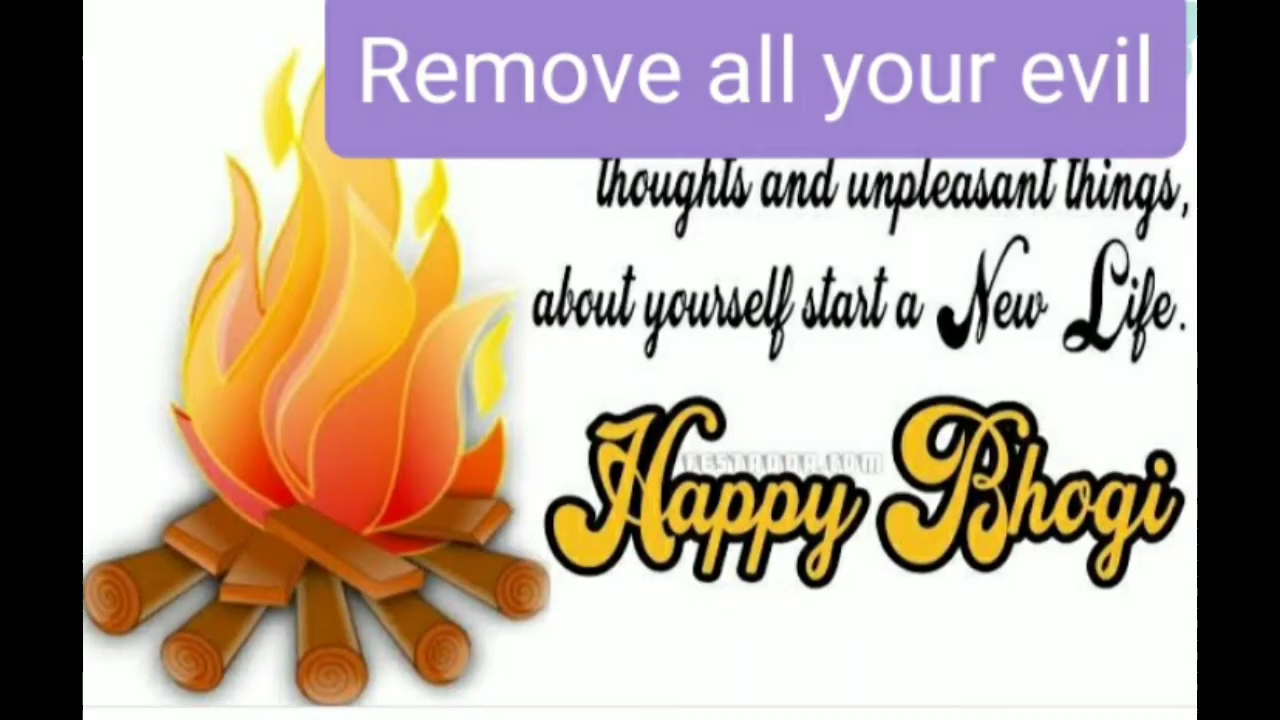 Remove all your evil
thoughts and unpleasant things,
about yourself start a New Life.
Happy Bhogi